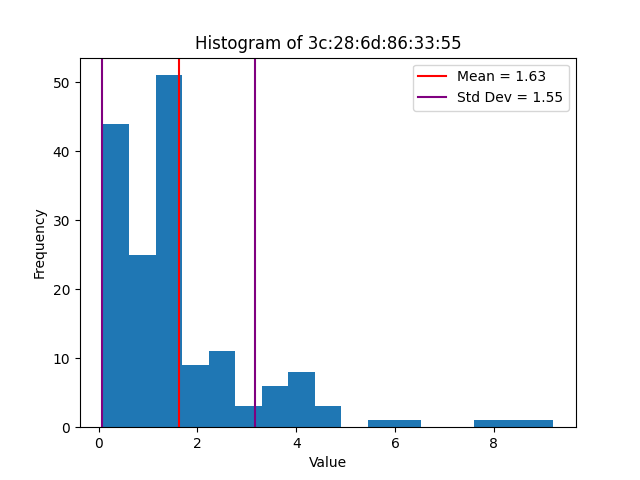 Histogram of 3c:28:6d:86:33:55
Mean = 1.63
Std Dev = 1.55
50
40
30
20
10
0
Frequency
0 2 4 6 8
Value